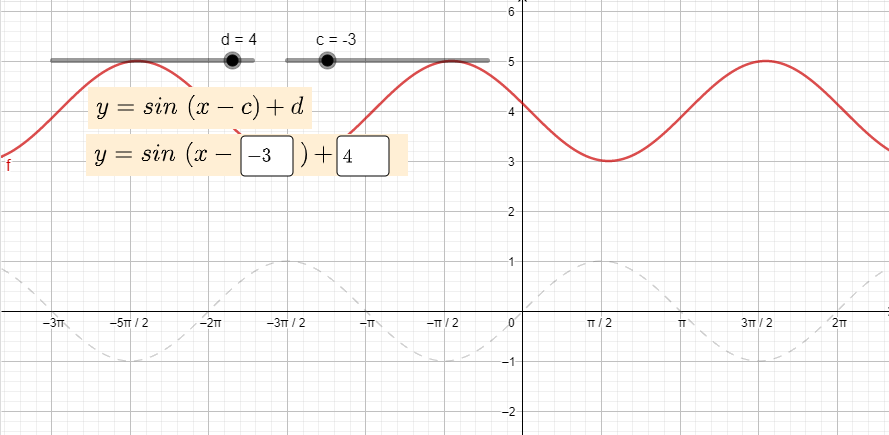 6
d = 4 c = -3
5
y = sin (x − c) + d
4
y = sin (x − −3 ) + 4
f
3
2
1
−3π −5π / 2 −2π −3π / 2 −π −π / 2 0 π / 2 π 3π / 2 2π
−1
−2